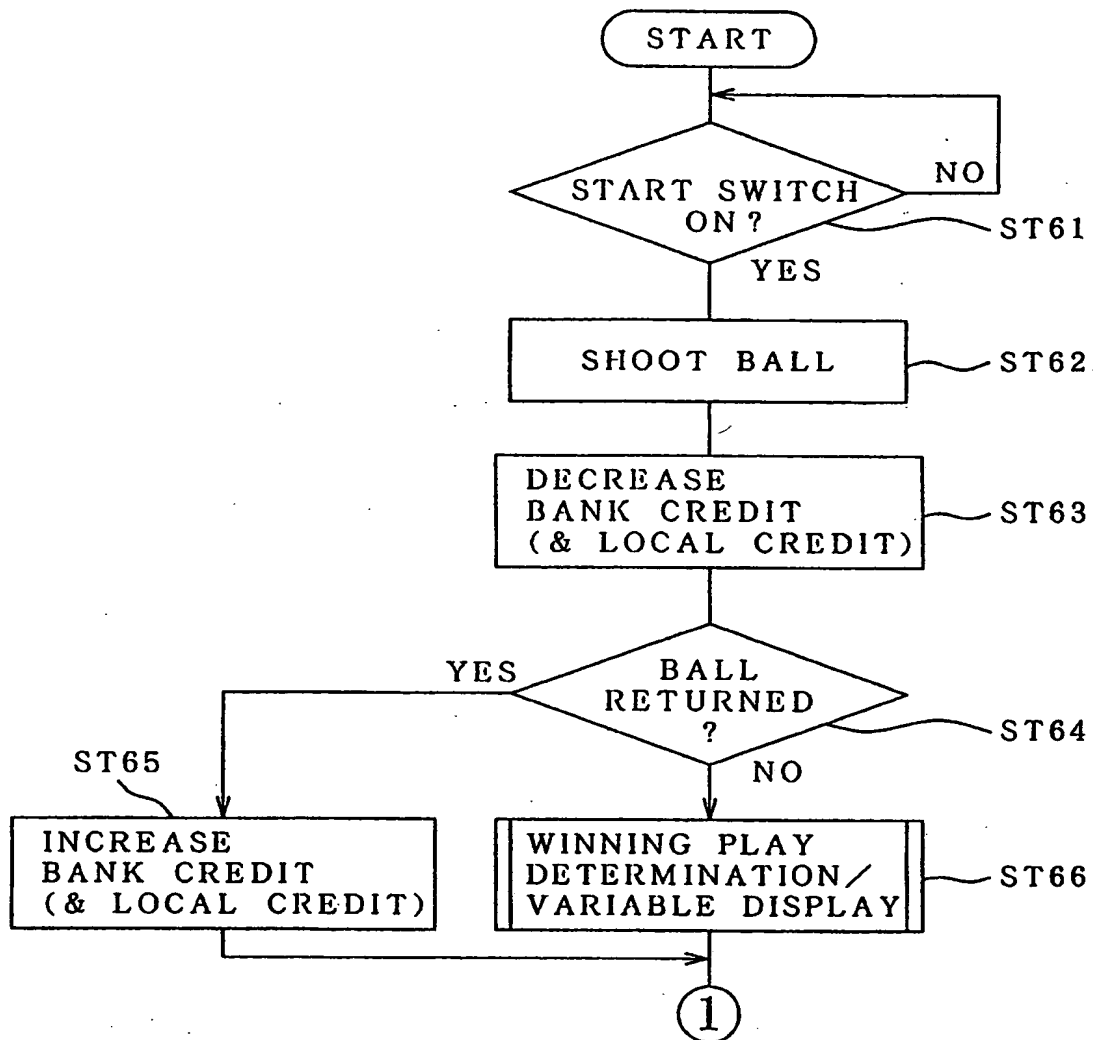 START
NO
START SWITCH
ON?
ST61
YES
SHOOT BALL
ST62
DECREASE
BANK CREDIT
(& LOCAL CREDIT)
ST63
YES
BALL
RETURNED
?
ST64
NO
ST65
INCREASE
BANK CREDIT
(& LOCAL CREDIT)
WINNING PLAY
DETERMINATION/
VARIABLE DISPLAY
ST66
1